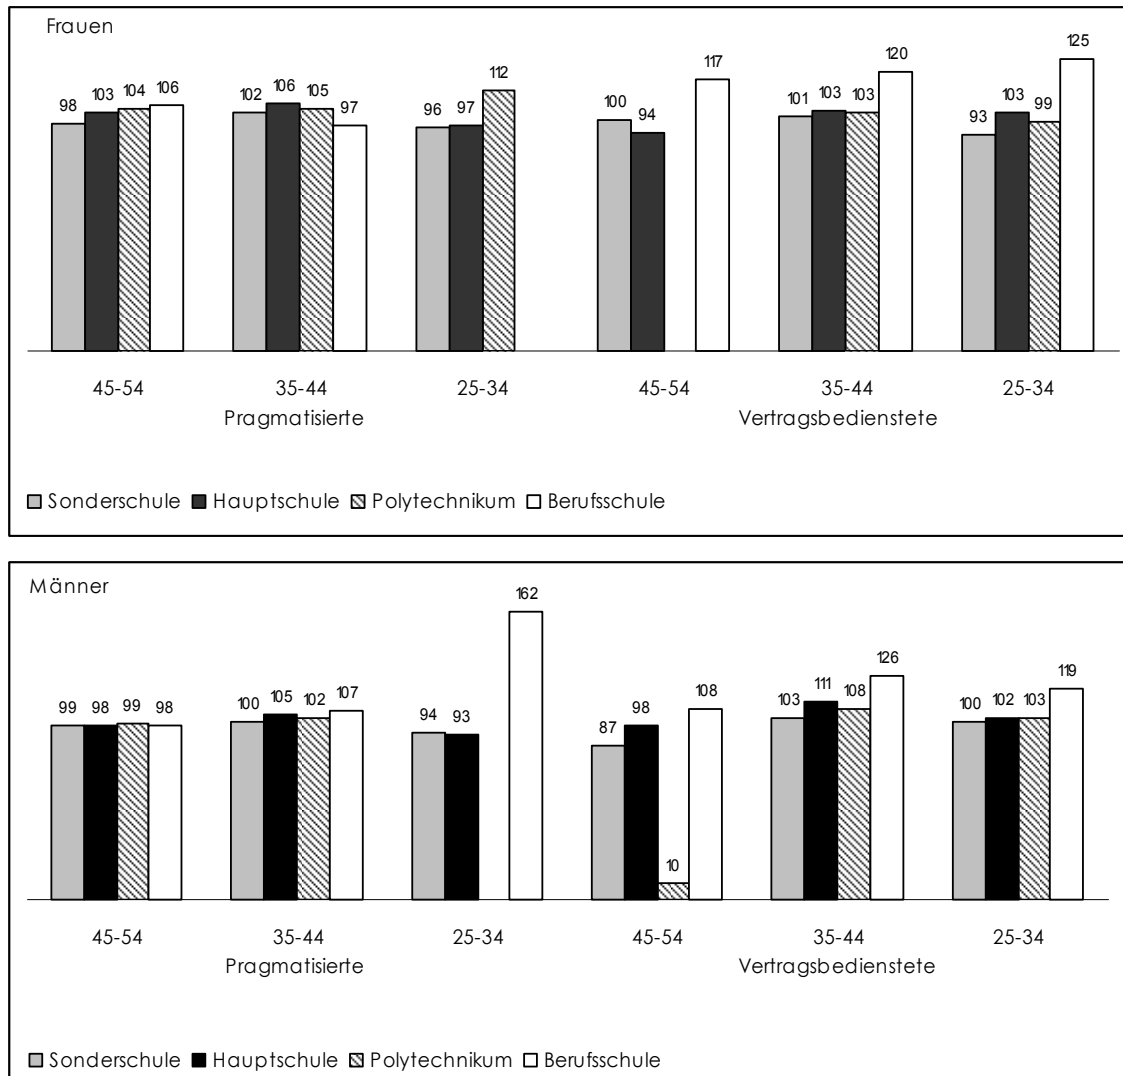 Frauen
98 103 104 106 102 106 105 97 96 97 112 100 94 117 101 103 103 120 93 103 99 125
45-54 35-44 25-34 45-54 35-44 25-34
Pragmatisierte Vertragsbedienstete
Sonderschule Hauptschule Polytechnikum Berufsschule
Männer
99 98 99 98 100 105 102 107 94 93 162 87 98 10 108 103 111 108 126 100 102 103 119
45-54 35-44 25-34 45-54 35-44 25-34
Pragmatisierte Vertragsbedienstete
Sonderschule Hauptschule Polytechnikum Berufsschule